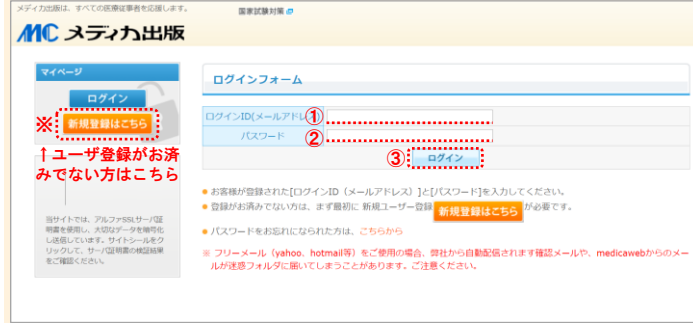 メディカ出版は、すべての医療従事者を応援します。
国家試験対策
MC メディカ出版
マイページ
ログイン
※ 新規登録はこちら
↑ユーザ登録がお済
みでない方はこちら
当サイトでは、アルファSSLサーバ証
明書を使用し、大切なデータを暗号化
し送信しています。サイトシールをク
リックして、サーバ証明書の検証結果
をご確認ください。
ログインフォーム
ログインID(メールアドレス) ①
パスワード ②
③ ログイン
お客様が登録された[ログインID（メールアドレス）]と[パスワード]を入力してください。
登録がお済みでない方は、まず最初に 新規ユーザー登録 新規登録はこちら が必要です。
パスワードをお忘れになられた方は、こちらから
※ フリーメール（yahoo、hotmail等）をご使用の場合、弊社から自動配信されます確認メールや、medicawebからのメー
ルが迷惑フォルダに届いてしまうことがあります。ご注意ください。